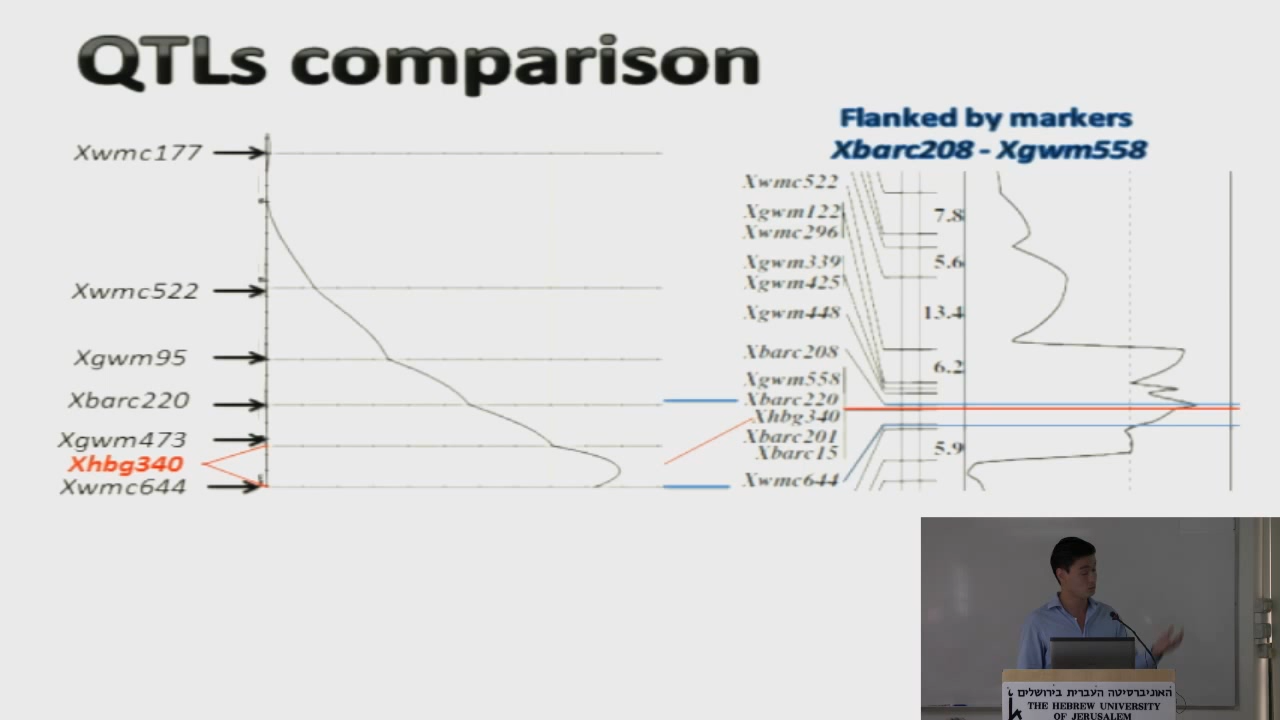 QTLs comparison
Flanked by markers
Xbarc208 - Xgwm558
Xwmc177
Xwmc522
Xgwm95
Xbarc220
Xgwm473
Xhbg340
Xwmc644
Xwmc522
Xgwm122
Xwmc296
Xgwm339
Xgwm425
Xgwm448
Xbarc208
Xgwm558
Xbarc220
Xhbg340
Xbarc201
Xbarc15
Xwmc644
7.8
5.6
13.4
6.2
5.9
האוניברסיטה העברית בירושלים
THE HEBREW UNIVERSITY
OF JERUSALEM